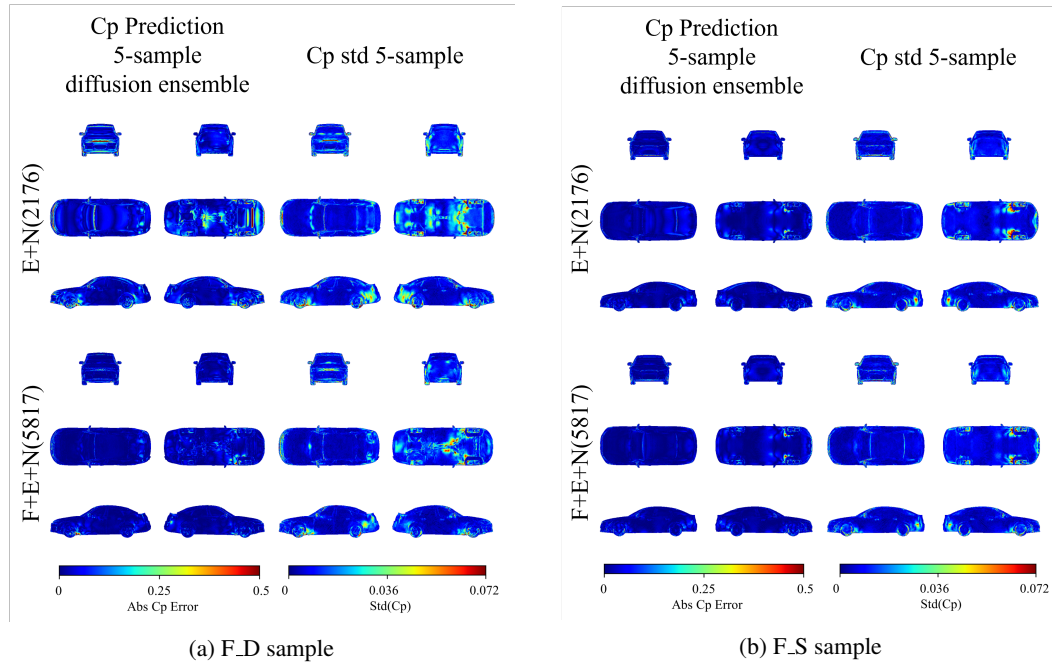 Cp Prediction
5-sample
diffusion ensemble
Cp std 5-sample
E+N(2176)
F+E+N(5817)
0
0.25
0.5
Abs Cp Error
0
0.036
0.072
Std(Cp)
(a) F_D sample
Cp Prediction
5-sample
diffusion ensemble
Cp std 5-sample
E+N(2176)
F+E+N(5817)
0
0.25
0.5
Abs Cp Error
0
0.036
0.072
Std(Cp)
(b) F_S sample